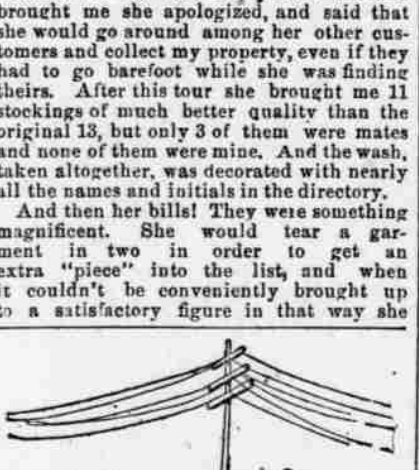 brought me she apologized, and said that
she would go around among her other cus-
tomers and collect my property, even if they
had to go barefoot while she was finding
theirs. After this tour she brought me 11
stockings of much better quality than the
original 13, but only 3 of them were mates
and none of them were mine. And the wash,
taken altogether, was decorated with nearly
all the names and initials in the directory.
And then her bills! They were something
magnificent. She would tear a gar-
ment in two in order to get an
extra "piece" into the list, and when
it couldn't be conveniently brought up
to a satisfactory figure in that way she